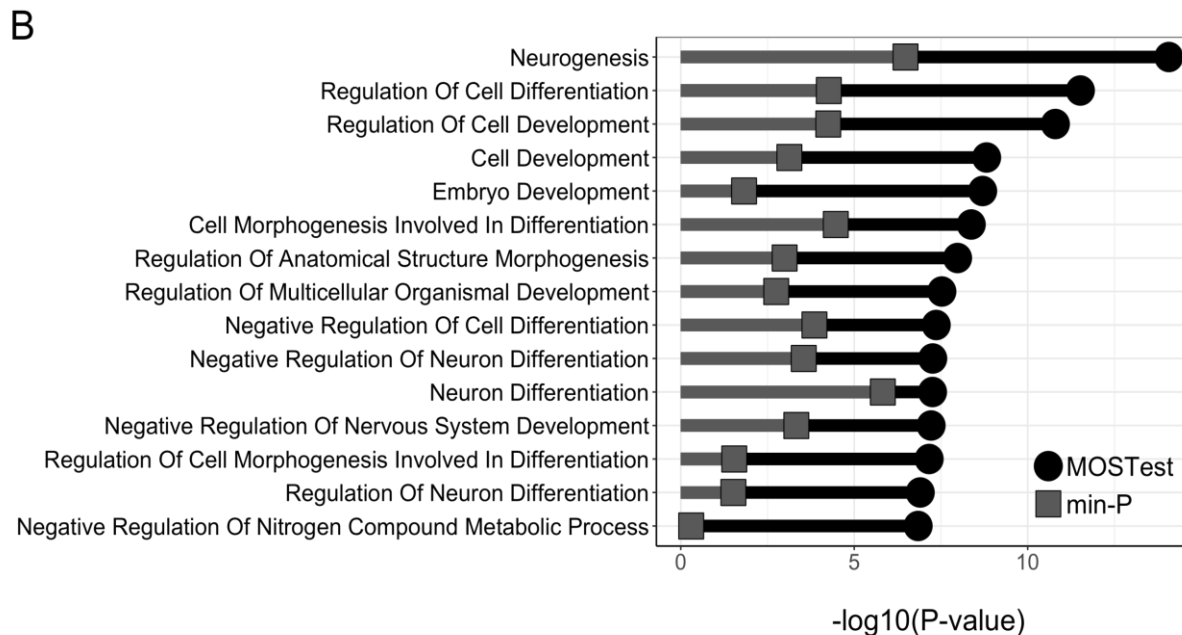 B
Neurogenesis
Regulation Of Cell Differentiation
Regulation Of Cell Development
Cell Development
Embryo Development
Cell Morphogenesis Involved In Differentiation
Regulation Of Anatomical Structure Morphogenesis
Regulation Of Multicellular Organismal Development
Negative Regulation Of Cell Differentiation
Negative Regulation Of Neuron Differentiation
Neuron Differentiation
Negative Regulation Of Nervous System Development
Regulation Of Cell Morphogenesis Involved In Differentiation
Regulation Of Neuron Differentiation
Negative Regulation Of Nitrogen Compound Metabolic Process
MOSTest
min-P
0 5 10
-log10(P-value)